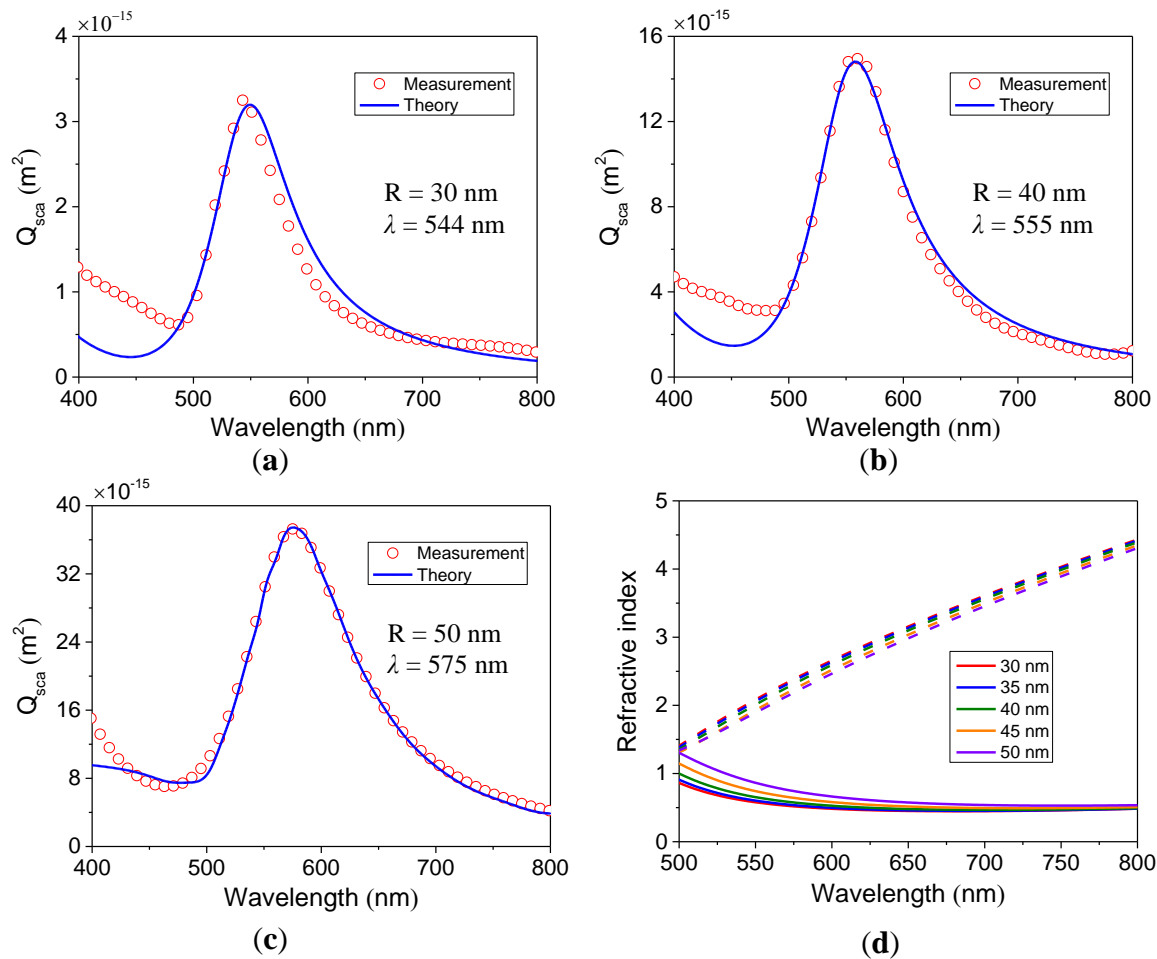 ×10⁻¹⁵
4
3
2
1
0
Q_sca (m²)
Measurement
Theory
R = 30 nm
λ = 544 nm
400 500 600 700 800
Wavelength (nm)
(a)
×10⁻¹⁵
16
12
8
4
0
Q_sca (m²)
Measurement
Theory
R = 40 nm
λ = 555 nm
400 500 600 700 800
Wavelength (nm)
(b)
×10⁻¹⁵
40
32
24
16
8
0
Q_sca (m²)
Measurement
Theory
R = 50 nm
λ = 575 nm
400 500 600 700 800
Wavelength (nm)
(c)
5
4
3
2
1
0
Refractive index
30 nm
35 nm
40 nm
45 nm
50 nm
500 550 600 650 700 750 800
Wavelength (nm)
(d)